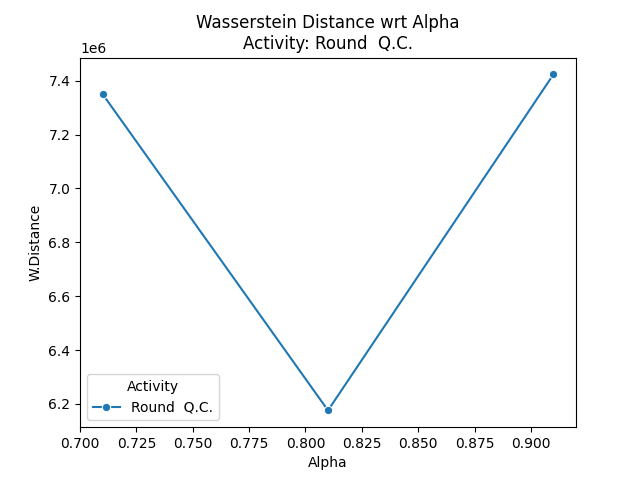 Wasserstein Distance wrt Alpha
Activity: Round  Q.C.
1e6
7.4
7.2
7.0
6.8
6.6
6.4
6.2
W.Distance
Activity
Round  Q.C.
0.700 0.725 0.750 0.775 0.800 0.825 0.850 0.875 0.900
Alpha